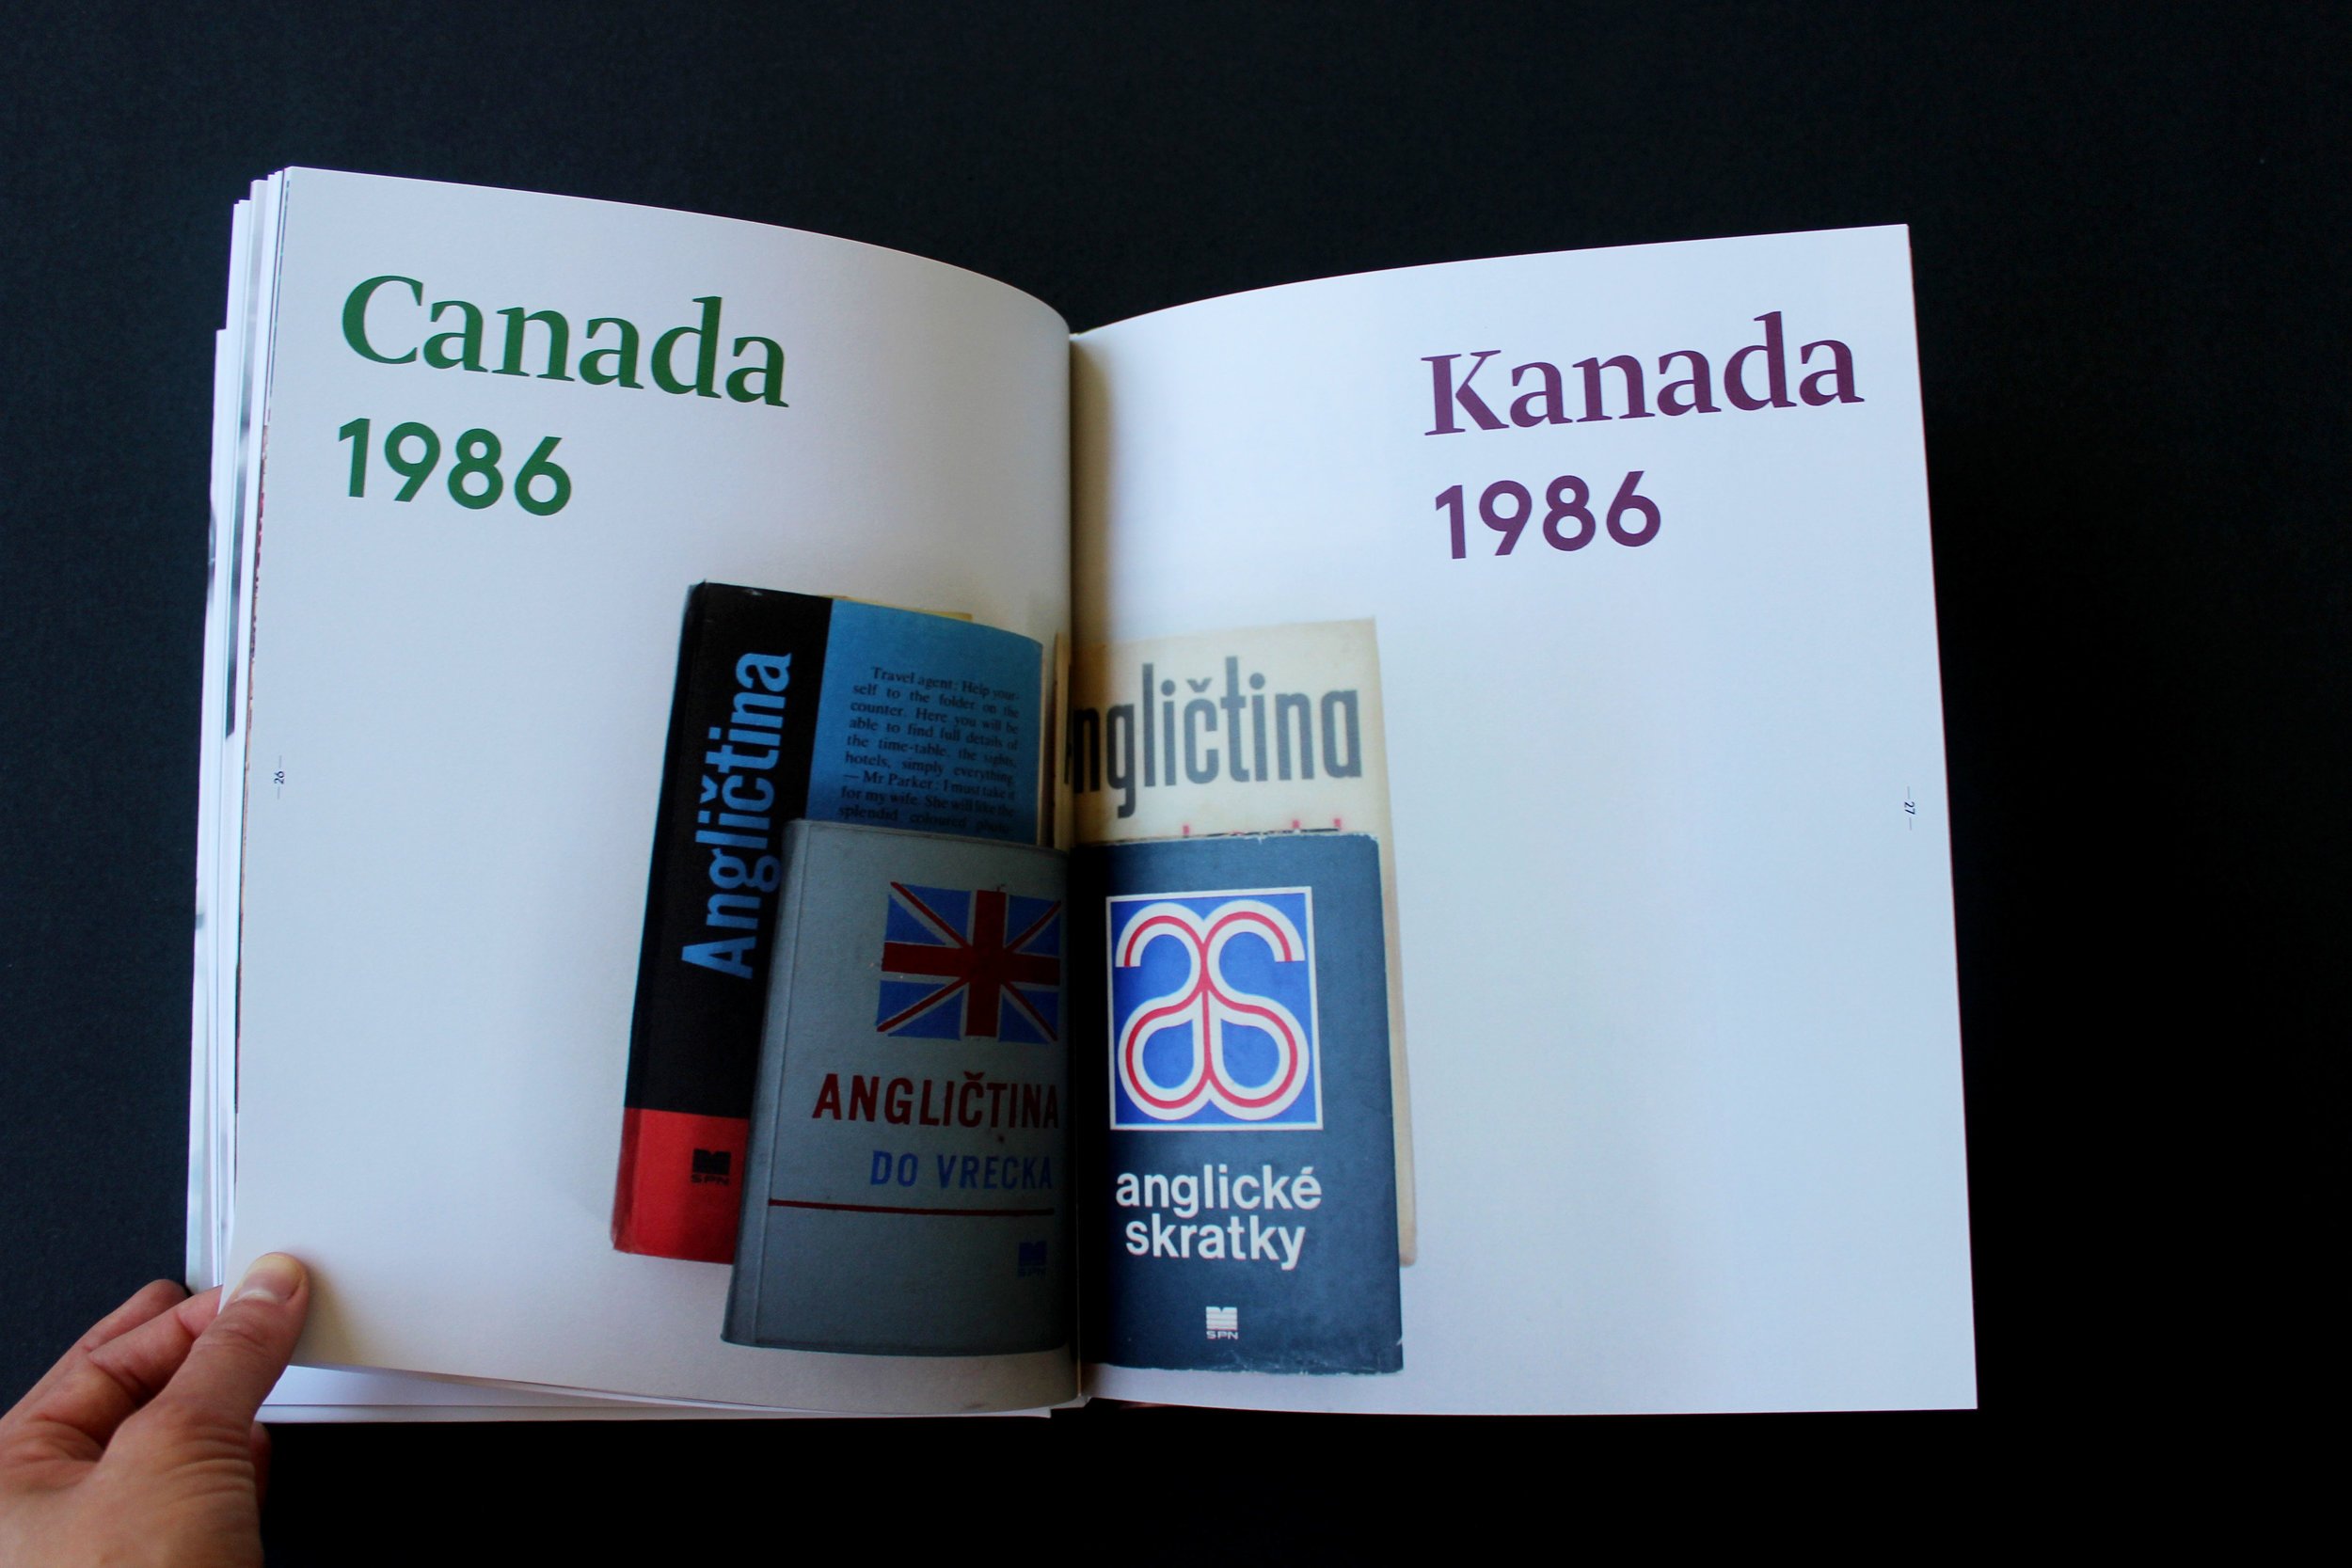 Canada
1986
— 26 —
Angličtina
SPN
Travel agent: Help your-
self to the folder on the
counter. Here you will be
able to find full details of
the time-table, the sights,
hotels, simply everything.
— Mr Parker: I must take it
for my wife. She will like the
splendid coloured photo-
ANGLIČTINA
DO VRECKA
SPN
Kanada
1986
— 27 —
Angličtina
anglické
skratky
SPN